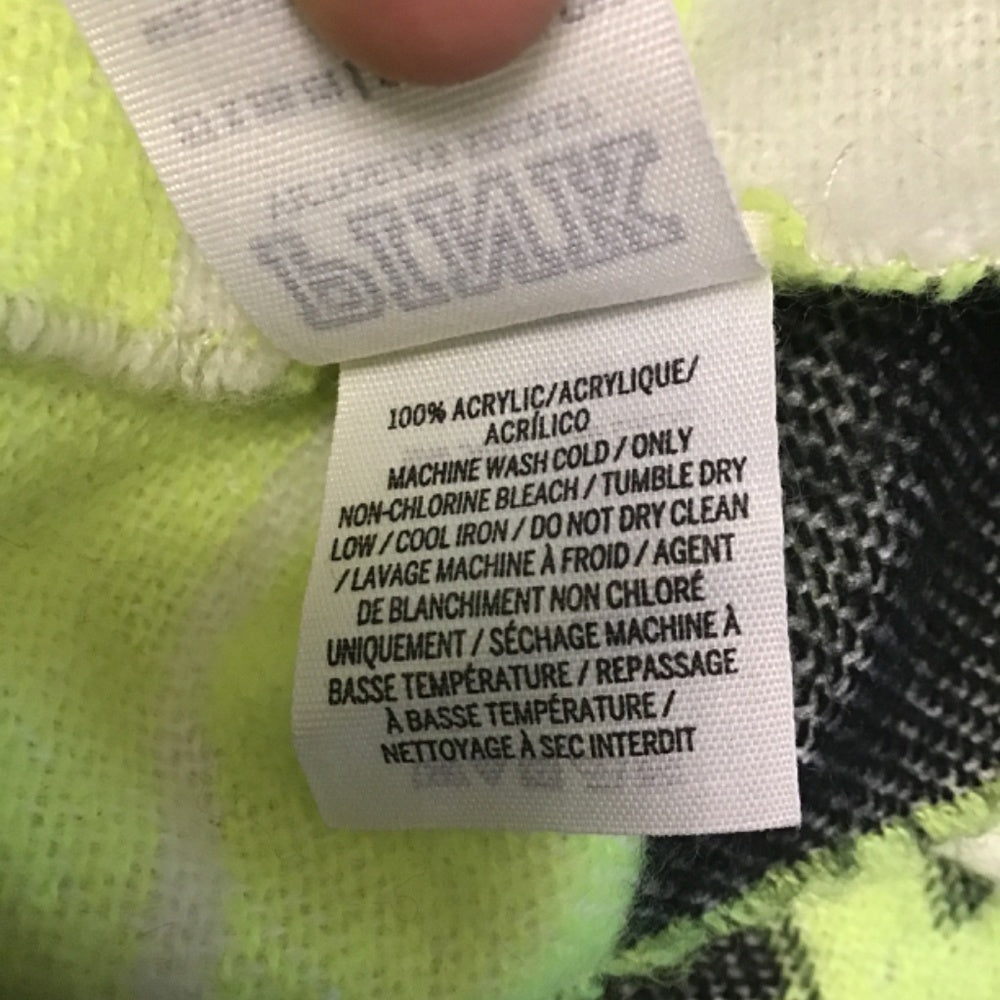 PINK
100% ACRYLIC/ACRYLIQUE/
ACRÍLICO
MACHINE WASH COLD / ONLY
NON-CHLORINE BLEACH / TUMBLE DRY
LOW / COOL IRON / DO NOT DRY CLEAN
/ LAVAGE MACHINE À FROID / AGENT
DE BLANCHIMENT NON CHLORÉ
UNIQUEMENT / SÉCHAGE MACHINE À
BASSE TEMPÉRATURE / REPASSAGE
À BASSE TEMPÉRATURE /
NETTOYAGE À SEC INTERDIT